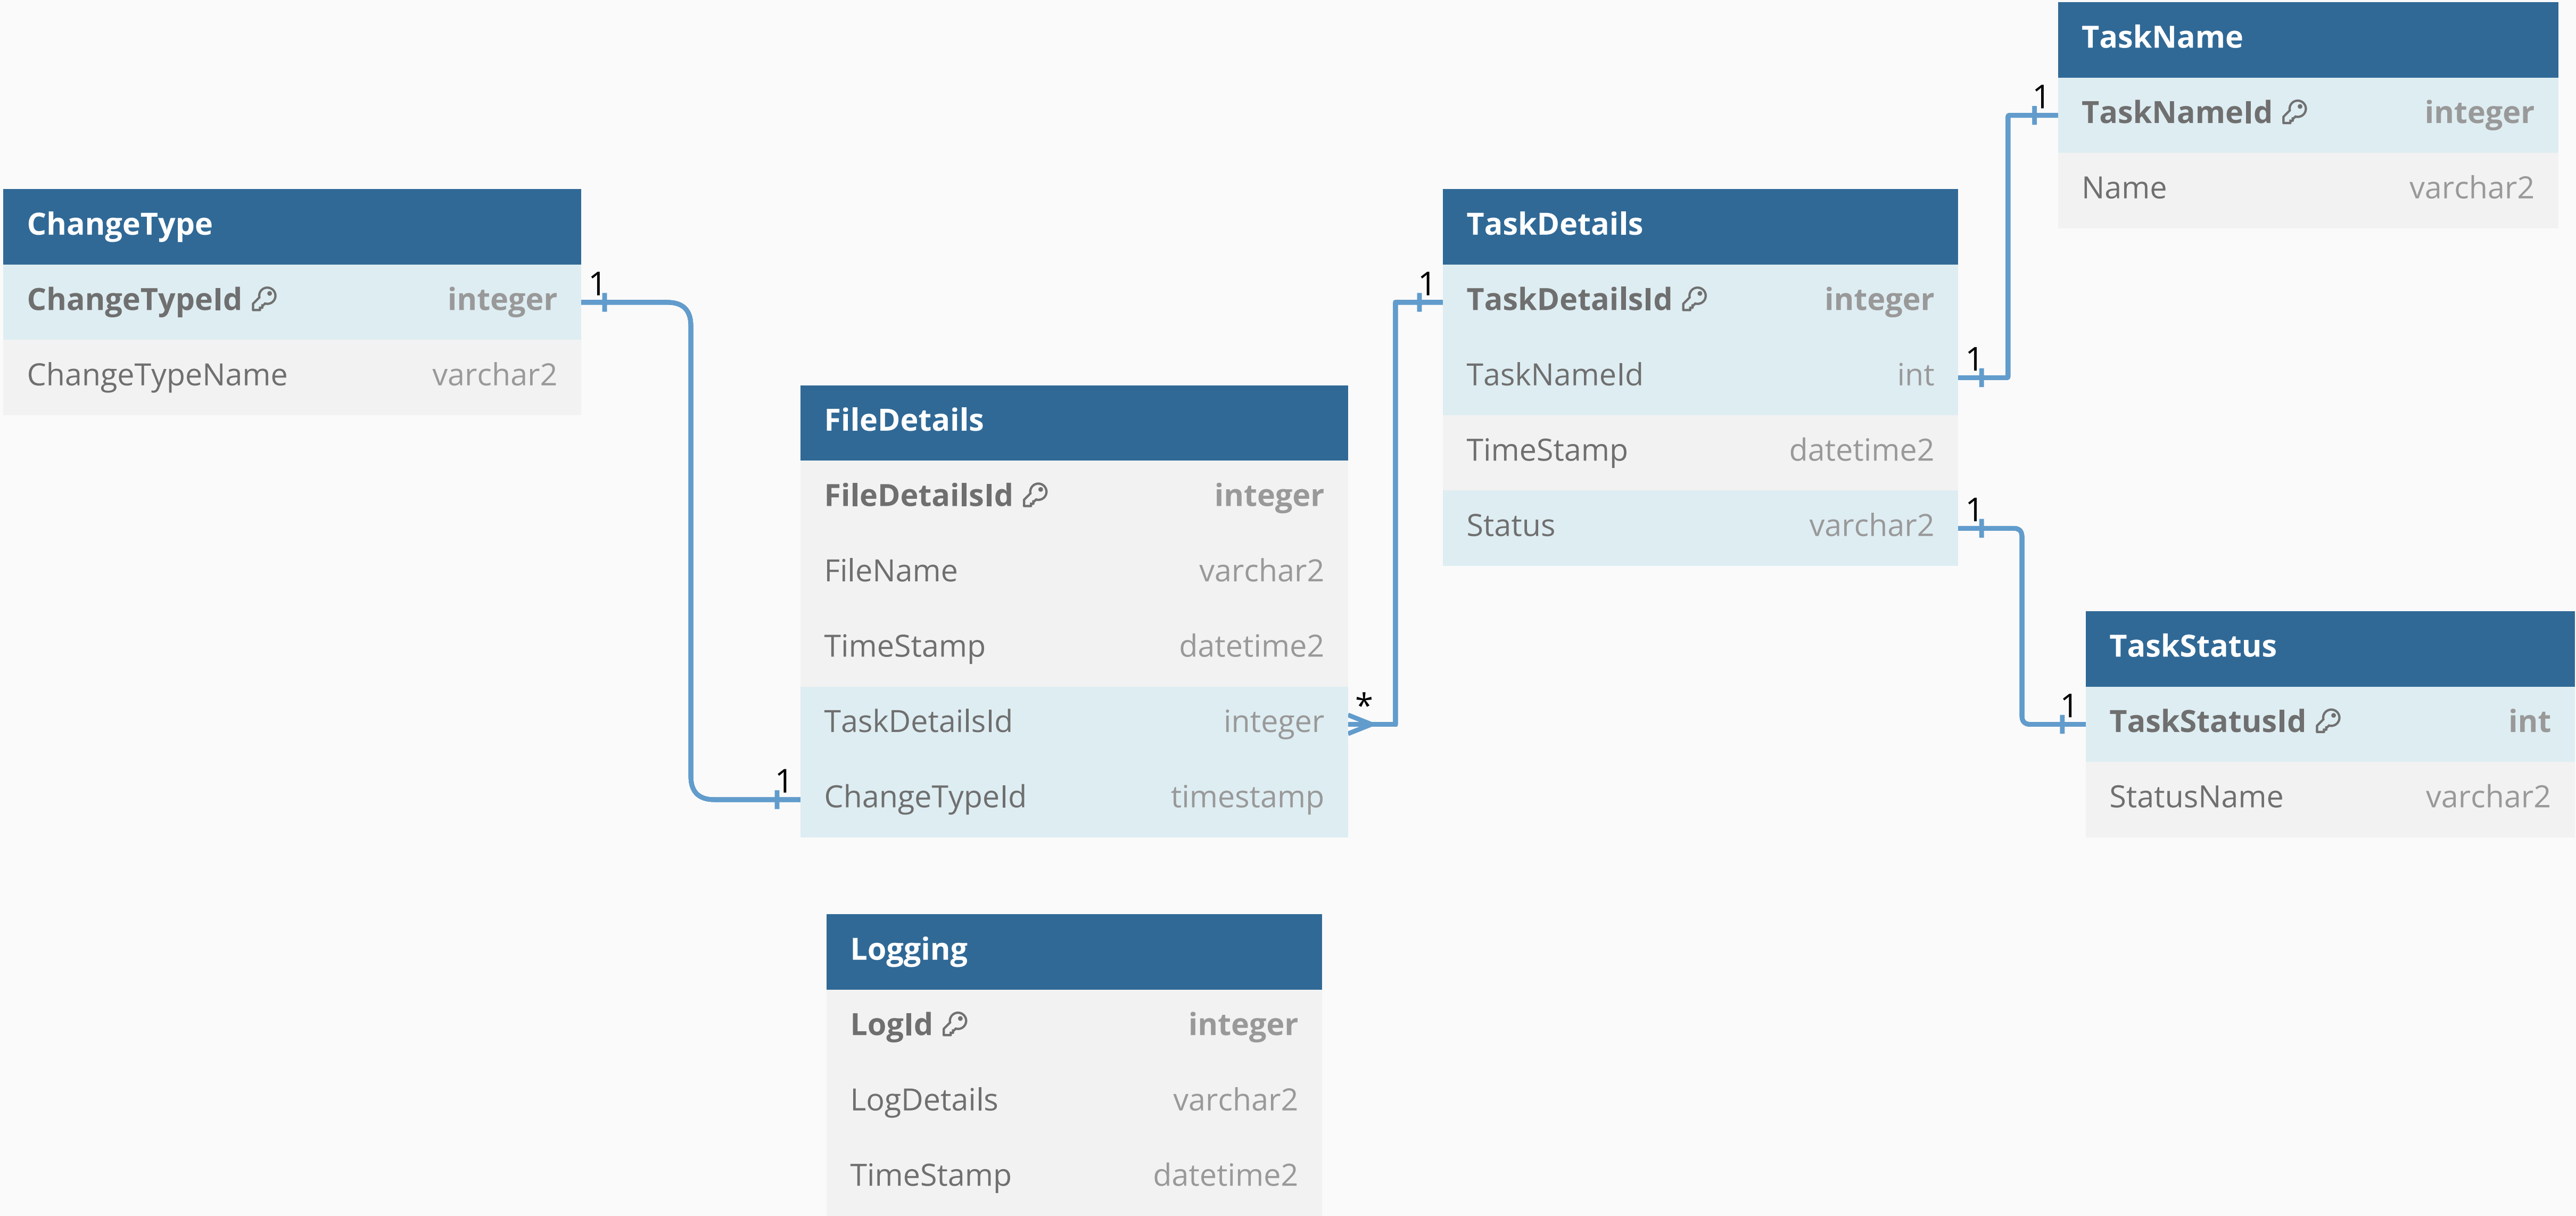 TaskName
TaskNameId integer
Name varchar2
ChangeType
ChangeTypeId integer
ChangeTypeName varchar2
1
1
FileDetails
FileDetailsId integer
FileName varchar2
TimeStamp datetime2
TaskDetailsId integer
ChangeTypeId timestamp
*
1
TaskDetails
TaskDetailsId integer
TaskNameId int
TimeStamp datetime2
Status varchar2
1
1
1
1
TaskStatus
TaskStatusId int
StatusName varchar2
Logging
LogId integer
LogDetails varchar2
TimeStamp datetime2